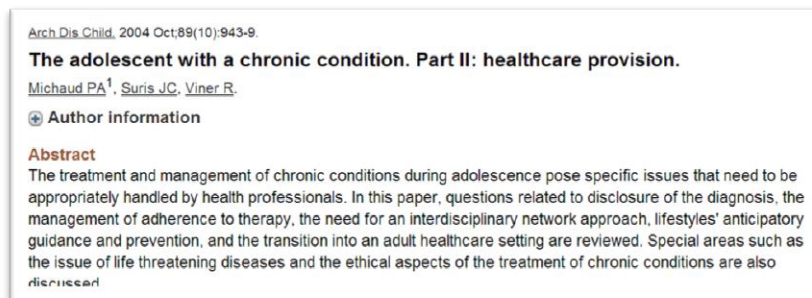 Arch Dis Child. 2004 Oct;89(10):943-9.
The adolescent with a chronic condition. Part II: healthcare provision.
Michaud PA1, Suris JC, Viner R.
Author information
Abstract
The treatment and management of chronic conditions during adolescence pose specific issues that need to be
appropriately handled by health professionals. In this paper, questions related to disclosure of the diagnosis, the
management of adherence to therapy, the need for an interdisciplinary network approach, lifestyles' anticipatory
guidance and prevention, and the transition into an adult healthcare setting are reviewed. Special areas such as
the issue of life threatening diseases and the ethical aspects of the treatment of chronic conditions are also
discussed